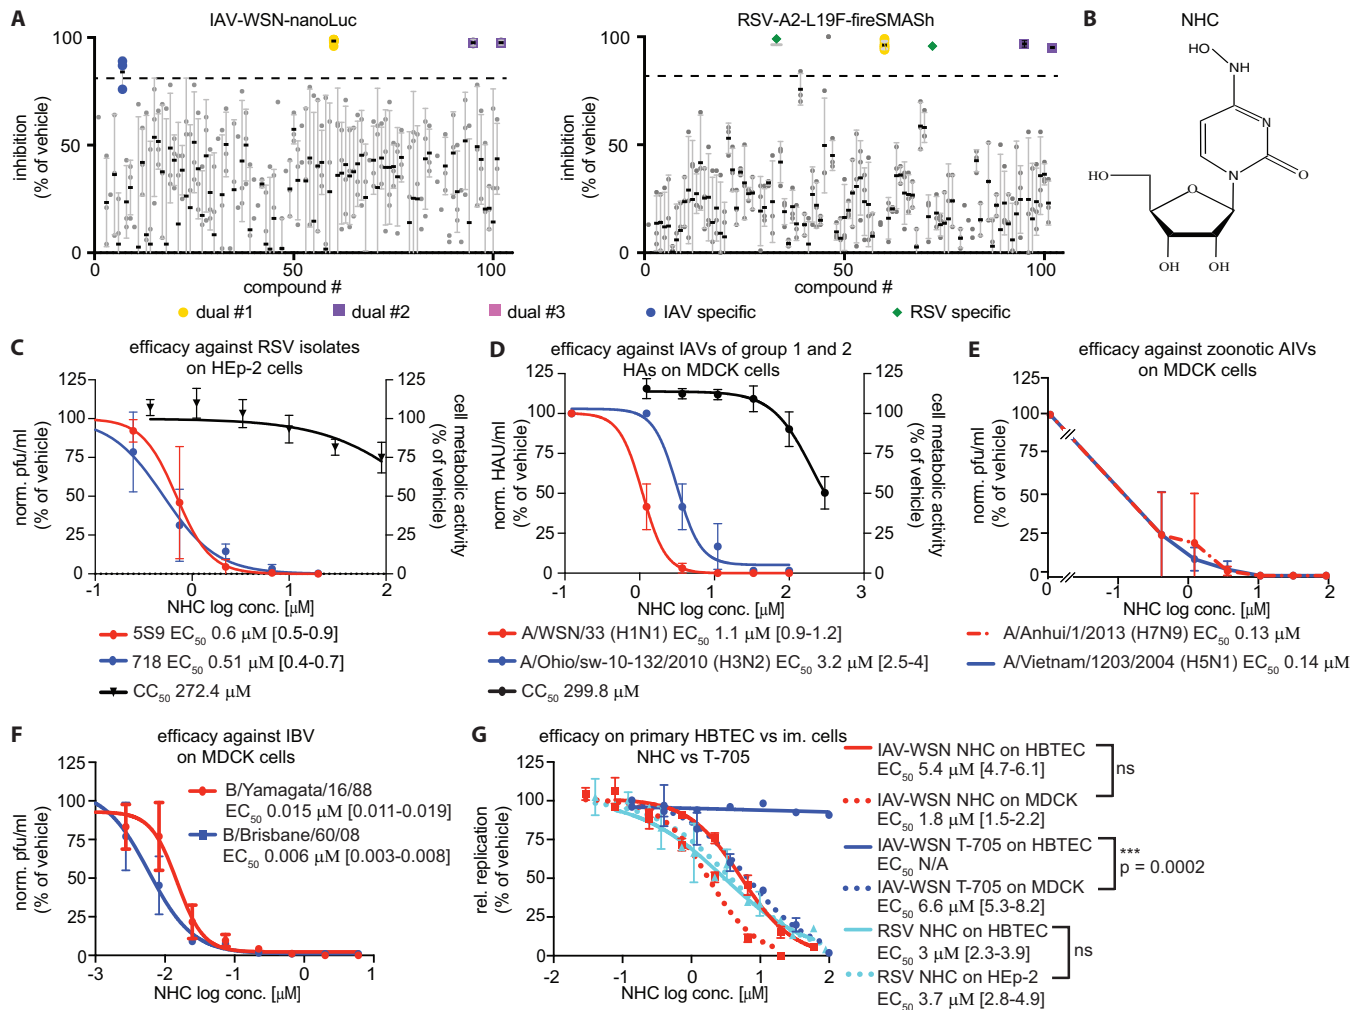 A
IAV-WSN-nanoLuc
RSV-A2-L19F-fireSMASh
B
NHC
inhibition
(% of vehicle)
100
50
0
0
50
100
compound #
inhibition
(% of vehicle)
100
50
0
0
50
100
compound #
HO
NH
N
N
O
HO
O
OH
OH
dual #1
dual #2
dual #3
IAV specific
RSV specific
C
efficacy against RSV isolates
on HEp-2 cells
norm. pfu/ml
(% of vehicle)
125
100
75
50
25
0
-1
0
1
2
125
100
75
50
25
0
cell metabolic activity
(% of vehicle)
NHC log conc. [µM]
5S9 EC50 0.6 µM [0.5-0.9]
718 EC50 0.51 µM [0.4-0.7]
CC50 272.4 µM
D
efficacy against IAVs of group 1 and 2
HAs on MDCK cells
norm. HAU/ml
(% of vehicle)
125
100
75
50
25
0
0
1
2
3
125
100
75
50
25
0
cell metabolic activity
(% of vehicle)
NHC log conc. [µM]
A/WSN/33 (H1N1) EC50 1.1 µM [0.9-1.2]
A/Ohio/sw-10-132/2010 (H3N2) EC50 3.2 µM [2.5-4]
CC50 299.8 µM
E
efficacy against zoonotic AIVs
on MDCK cells
norm. pfu/ml
(% of vehicle)
125
100
75
50
25
0
0
-1
0
1
2
NHC log conc. [µM]
A/Anhui/1/2013 (H7N9) EC50 0.13 µM
A/Vietnam/1203/2004 (H5N1) EC50 0.14 µM
F
efficacy against IBV
on MDCK cells
norm. pfu/ml
(% of vehicle)
125
100
75
50
25
0
-3
-2
-1
0
1
NHC log conc. [µM]
B/Yamagata/16/88
EC50 0.015 µM [0.011-0.019]
B/Brisbane/60/08
EC50 0.006 µM [0.003-0.008]
G
efficacy on primary HBTEC vs im. cells
NHC vs T-705
rel. replication
(% of vehicle)
125
100
75
50
25
0
-2
-1
0
1
2
NHC log conc. [µM]
IAV-WSN NHC on HBTEC
EC50 5.4 µM [4.7-6.1]
ns
IAV-WSN NHC on MDCK
EC50 1.8 µM [1.5-2.2]
IAV-WSN T-705 on HBTEC
EC50 N/A
***
p = 0.0002
IAV-WSN T-705 on MDCK
EC50 6.6 µM [5.3-8.2]
RSV NHC on HBTEC
EC50 3 µM [2.3-3.9]
ns
RSV NHC on HEp-2
EC50 3.7 µM [2.8-4.9]